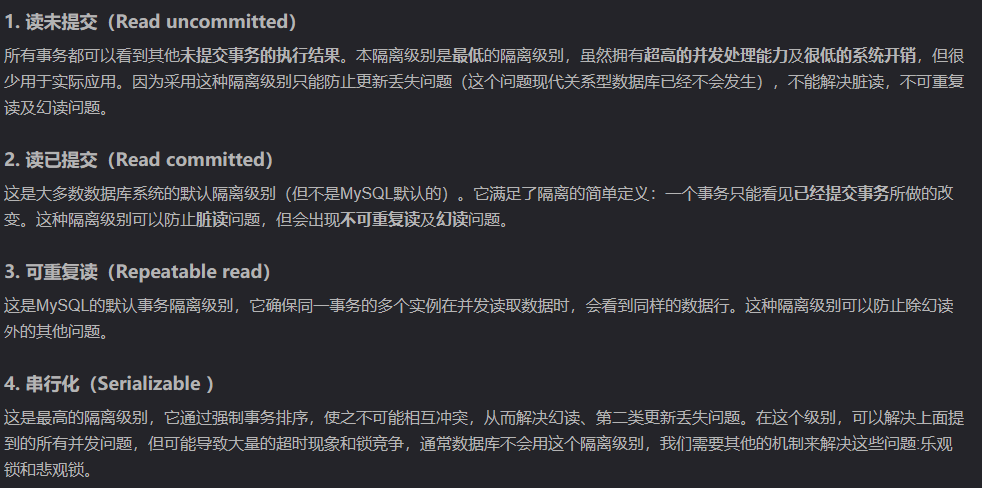 1. 读未提交（Read uncommitted）
所有事务都可以看到其他未提交事务的执行结果。本隔离级别是最低的隔离级别，虽然拥有超高的并发处理能力及很低的系统开销，但很
少用于实际应用。因为采用这种隔离级别只能防止更新丢失问题（这个问题现代关系型数据库已经不会发生），不能解决脏读，不可重复
读及幻读问题。
2. 读已提交（Read committed）
这是大多数数据库系统的默认隔离级别（但不是MySQL默认的）。它满足了隔离的简单定义：一个事务只能看见已经提交事务所做的改
变。这种隔离级别可以防止脏读问题，但会出现不可重复读及幻读问题。
3. 可重复读（Repeatable read）
这是MySQL的默认事务隔离级别，它确保同一事务的多个实例在并发读取数据时，会看到同样的数据行。这种隔离级别可以防止除幻读
外的其他问题。
4. 串行化（Serializable ）
这是最高的隔离级别，它通过强制事务排序，使之不可能相互冲突，从而解决幻读、第二类更新丢失问题。在这个级别，可以解决上面提
到的所有并发问题，但可能导致大量的超时现象和锁竞争，通常数据库不会用这个隔离级别，我们需要其他的机制来解决这些问题:乐观
锁和悲观锁。